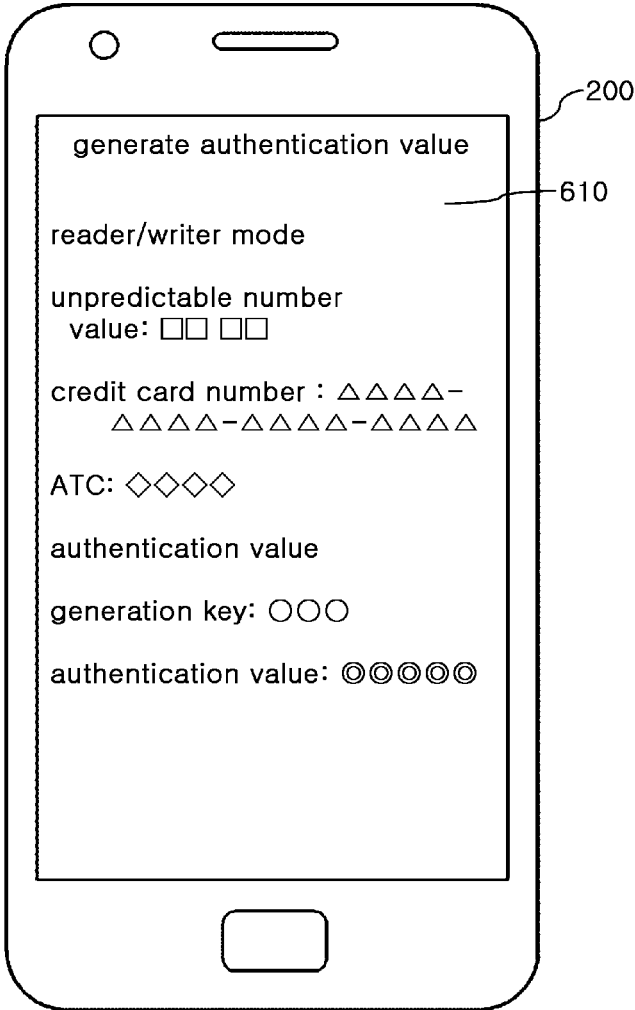 generate authentication value
200
610
reader/writer mode
unpredictable number
value: □□ □□
credit card number : △△△△-
△△△△-△△△△-△△△△
ATC: ◇◇◇◇
authentication value
generation key: ○○○
authentication value: ◎◎◎◎◎